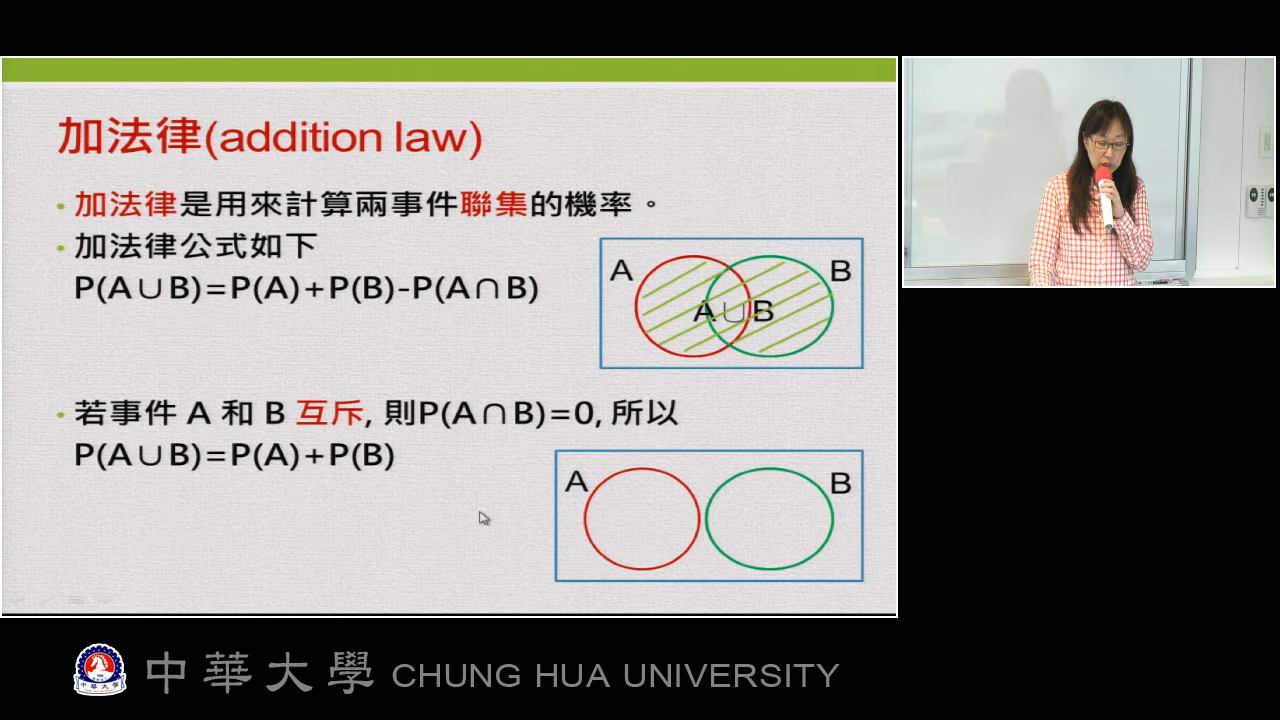 加法律(addition law)
• 加法律是用來計算兩事件聯集的機率。
• 加法律公式如下
P(A∪B)=P(A)+P(B)-P(A∩B)
A
B
A∪B
• 若事件 A 和 B 互斥, 則P(A∩B)=0, 所以
P(A∪B)=P(A)+P(B)
A
B
中華大學 CHUNG HUA UNIVERSITY